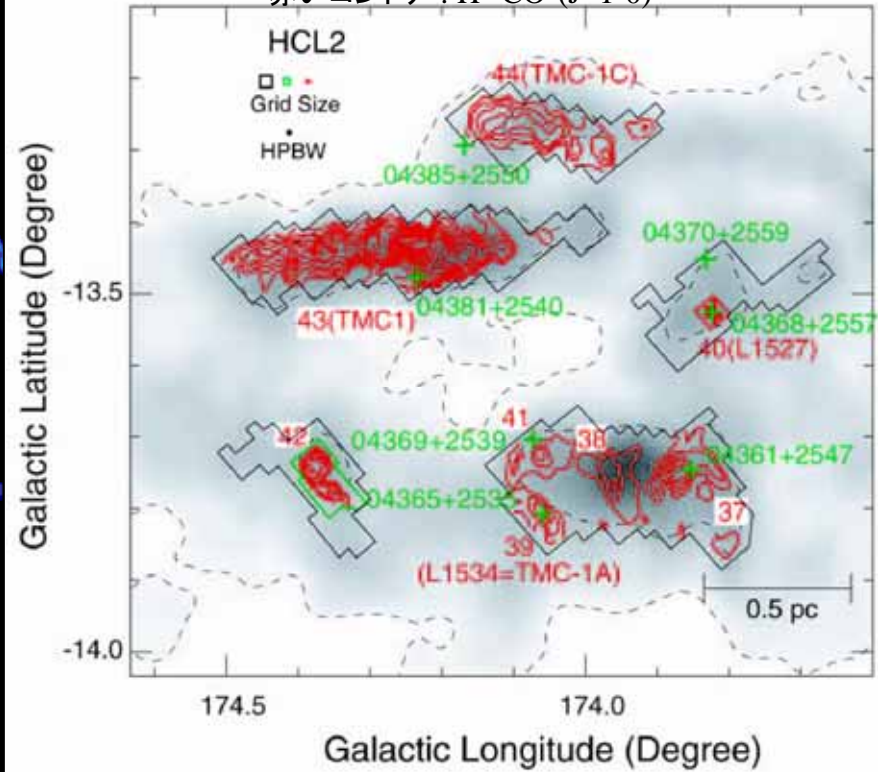 HCL2
Grid Size
HPBW
44(TMC-1C)
04385+2550
04370+2559
43(TMC1)
04381+2540
04368+2557
40(L1527)
41
42
38
04369+2539
04361+2547
04365+2535
37
39
(L1534=TMC-1A)
0.5 pc
-13.5
-14.0
174.5
174.0
Galactic Latitude (Degree)
Galactic Longitude (Degree)